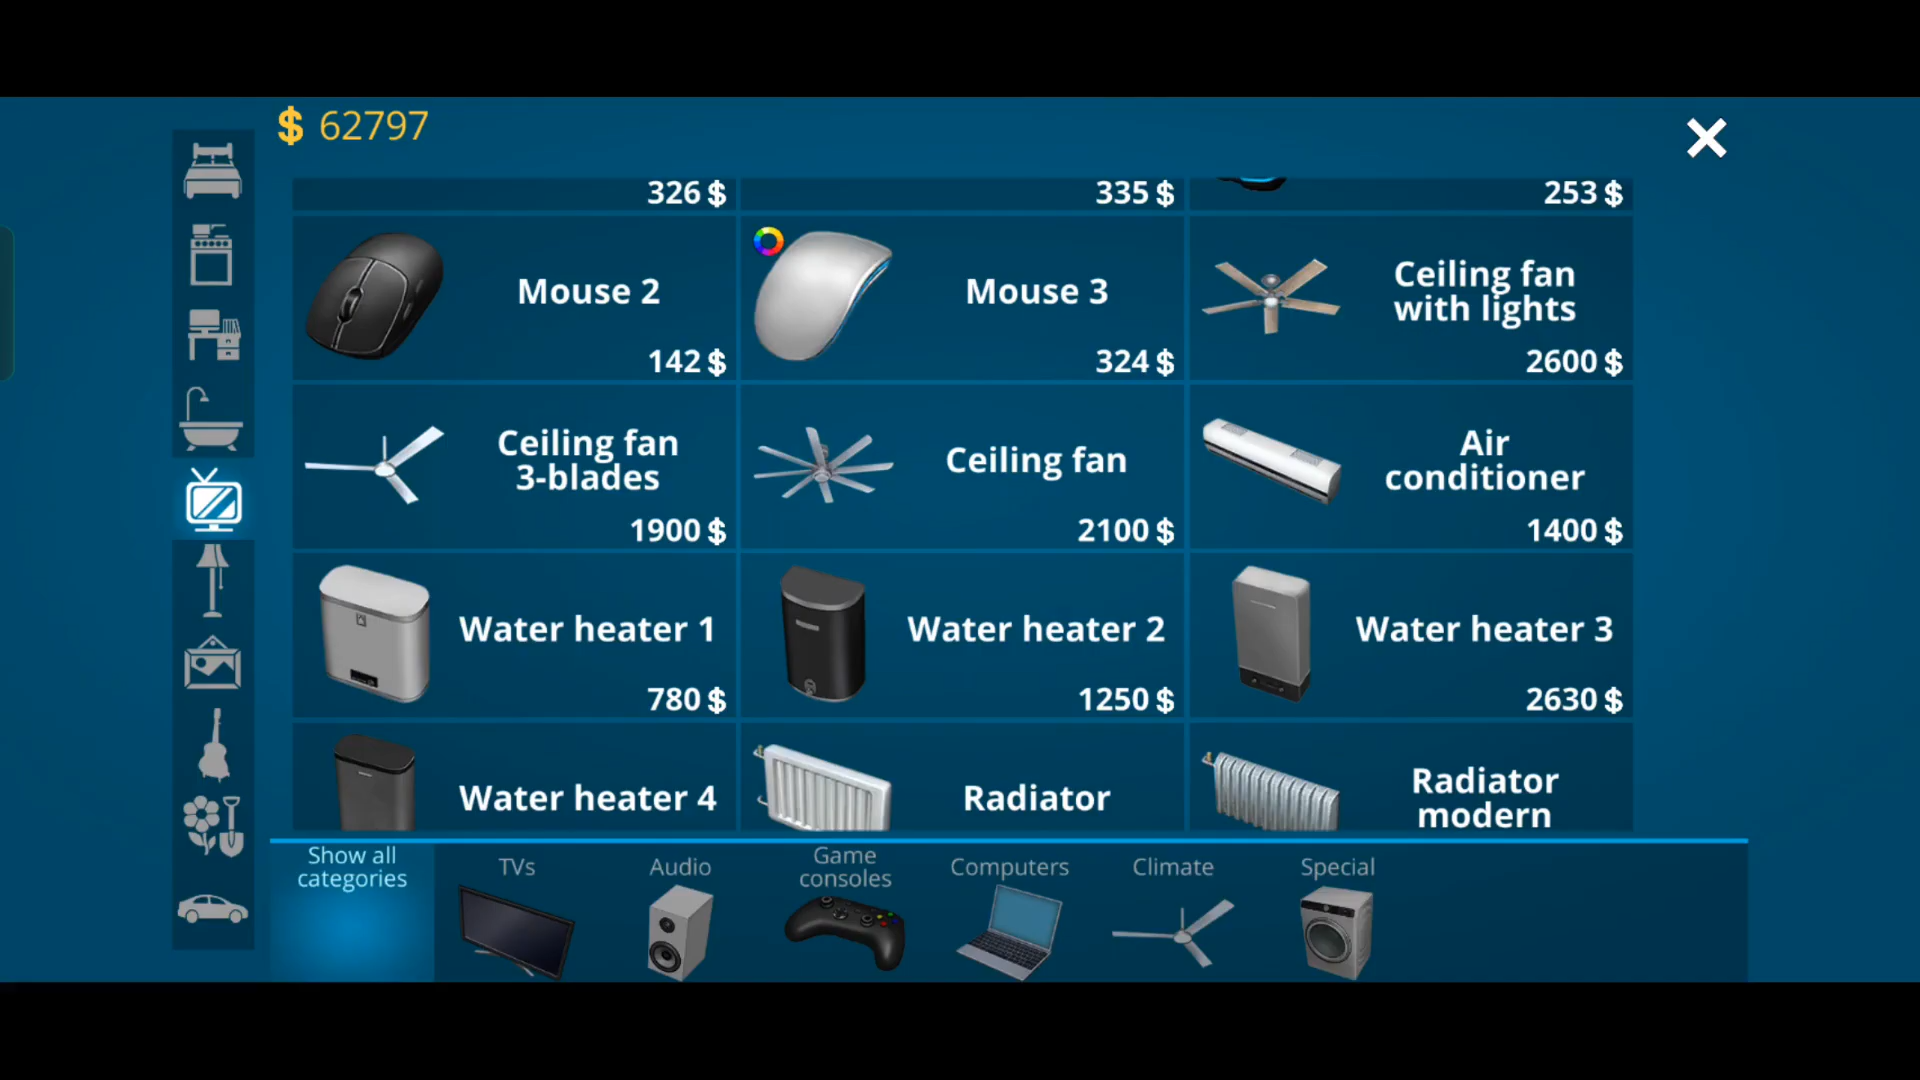 $ 62797
326 $
335 $
253 $
Mouse 2
142 $
Mouse 3
324 $
Ceiling fan
with lights
2600 $
Ceiling fan
3-blades
1900 $
Ceiling fan
2100 $
Air
conditioner
1400 $
Water heater 1
780 $
Water heater 2
1250 $
Water heater 3
2630 $
Water heater 4
Radiator
Radiator
modern
Show all
categories
TVs
Audio
Game
consoles
Computers
Climate
Special